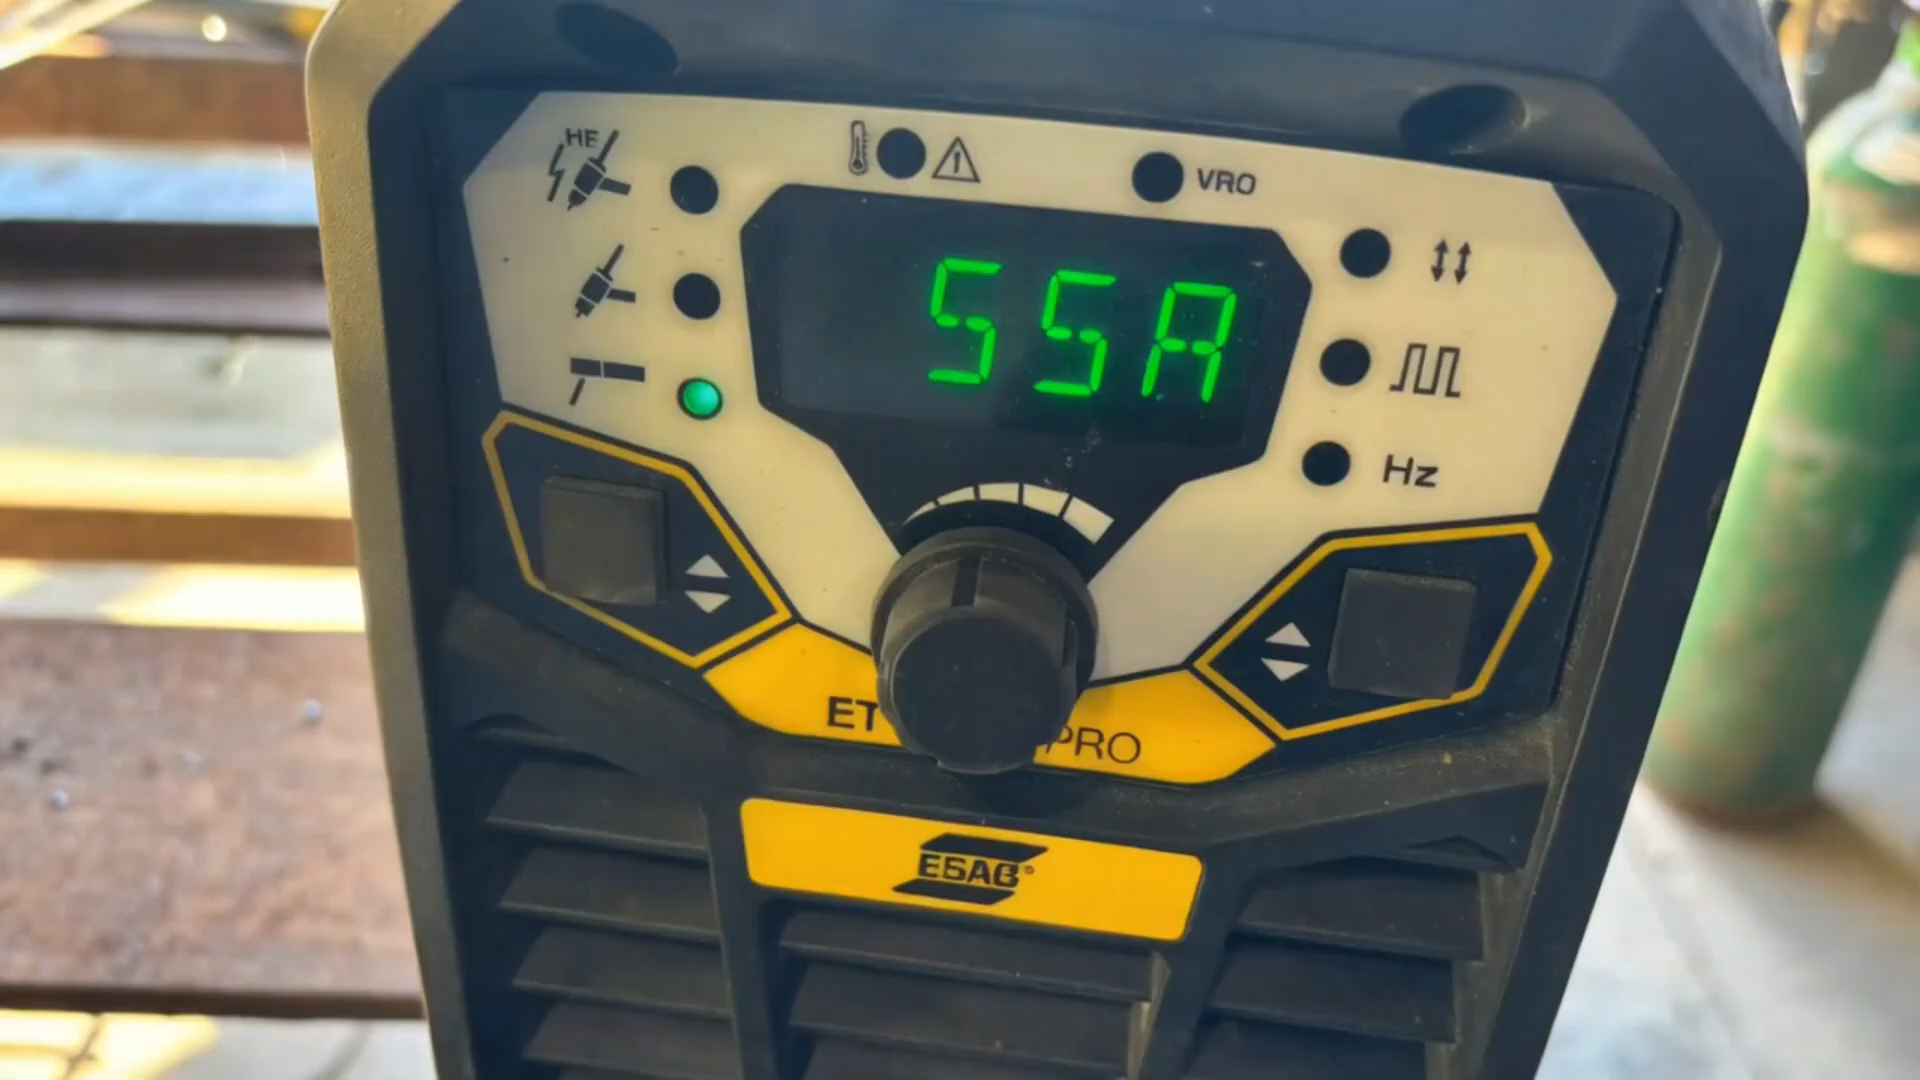 HF
VRO
55A
Hz
ET PRO
ESAB®